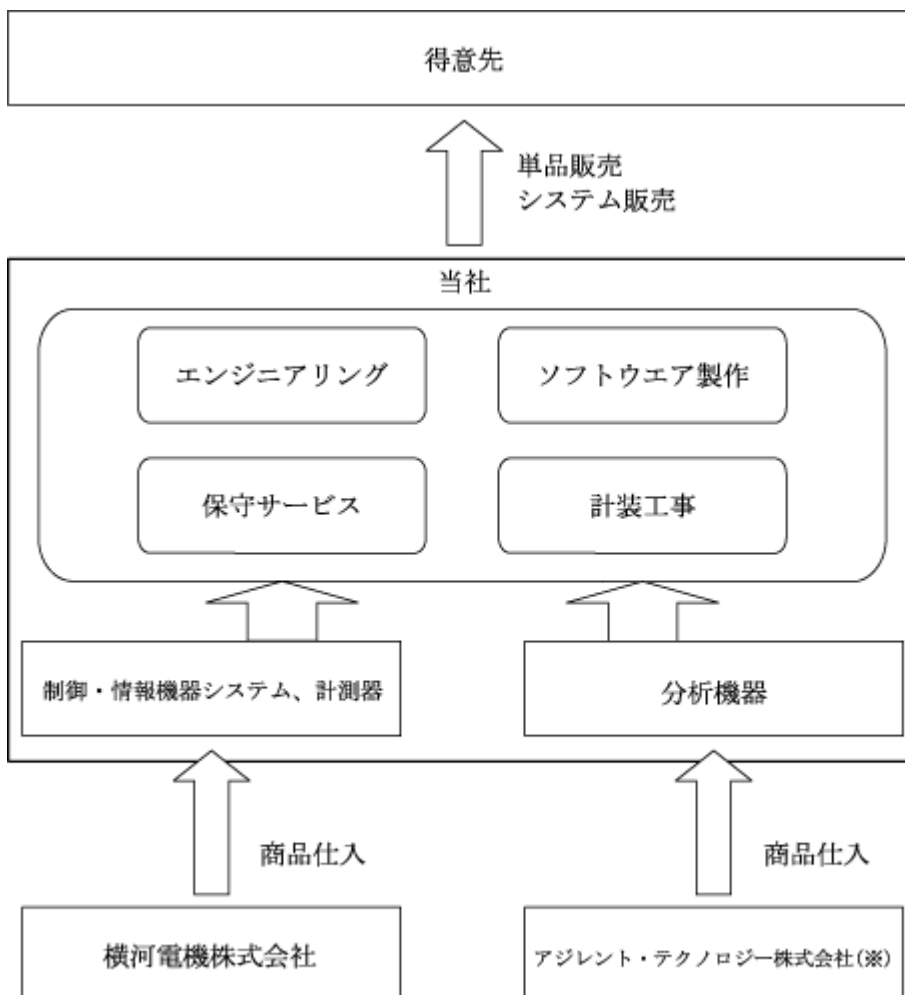 得意先
単品販売
システム販売
当社
エンジニアリング
ソフトウエア製作
保守サービス
計装工事
制御・情報機器システム、計測器
分析機器
商品仕入
商品仕入
横河電機株式会社
アジレント・テクノロジー株式会社(※)